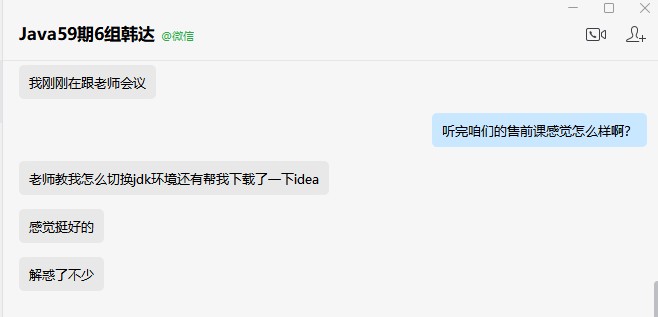 Java59期6组韩达 @微信
我刚刚在跟老师会议
听完咱们的售前课感觉怎么样啊？
老师教我怎么切换jdk环境还有帮我下载了一下idea
感觉挺好的
解惑了不少